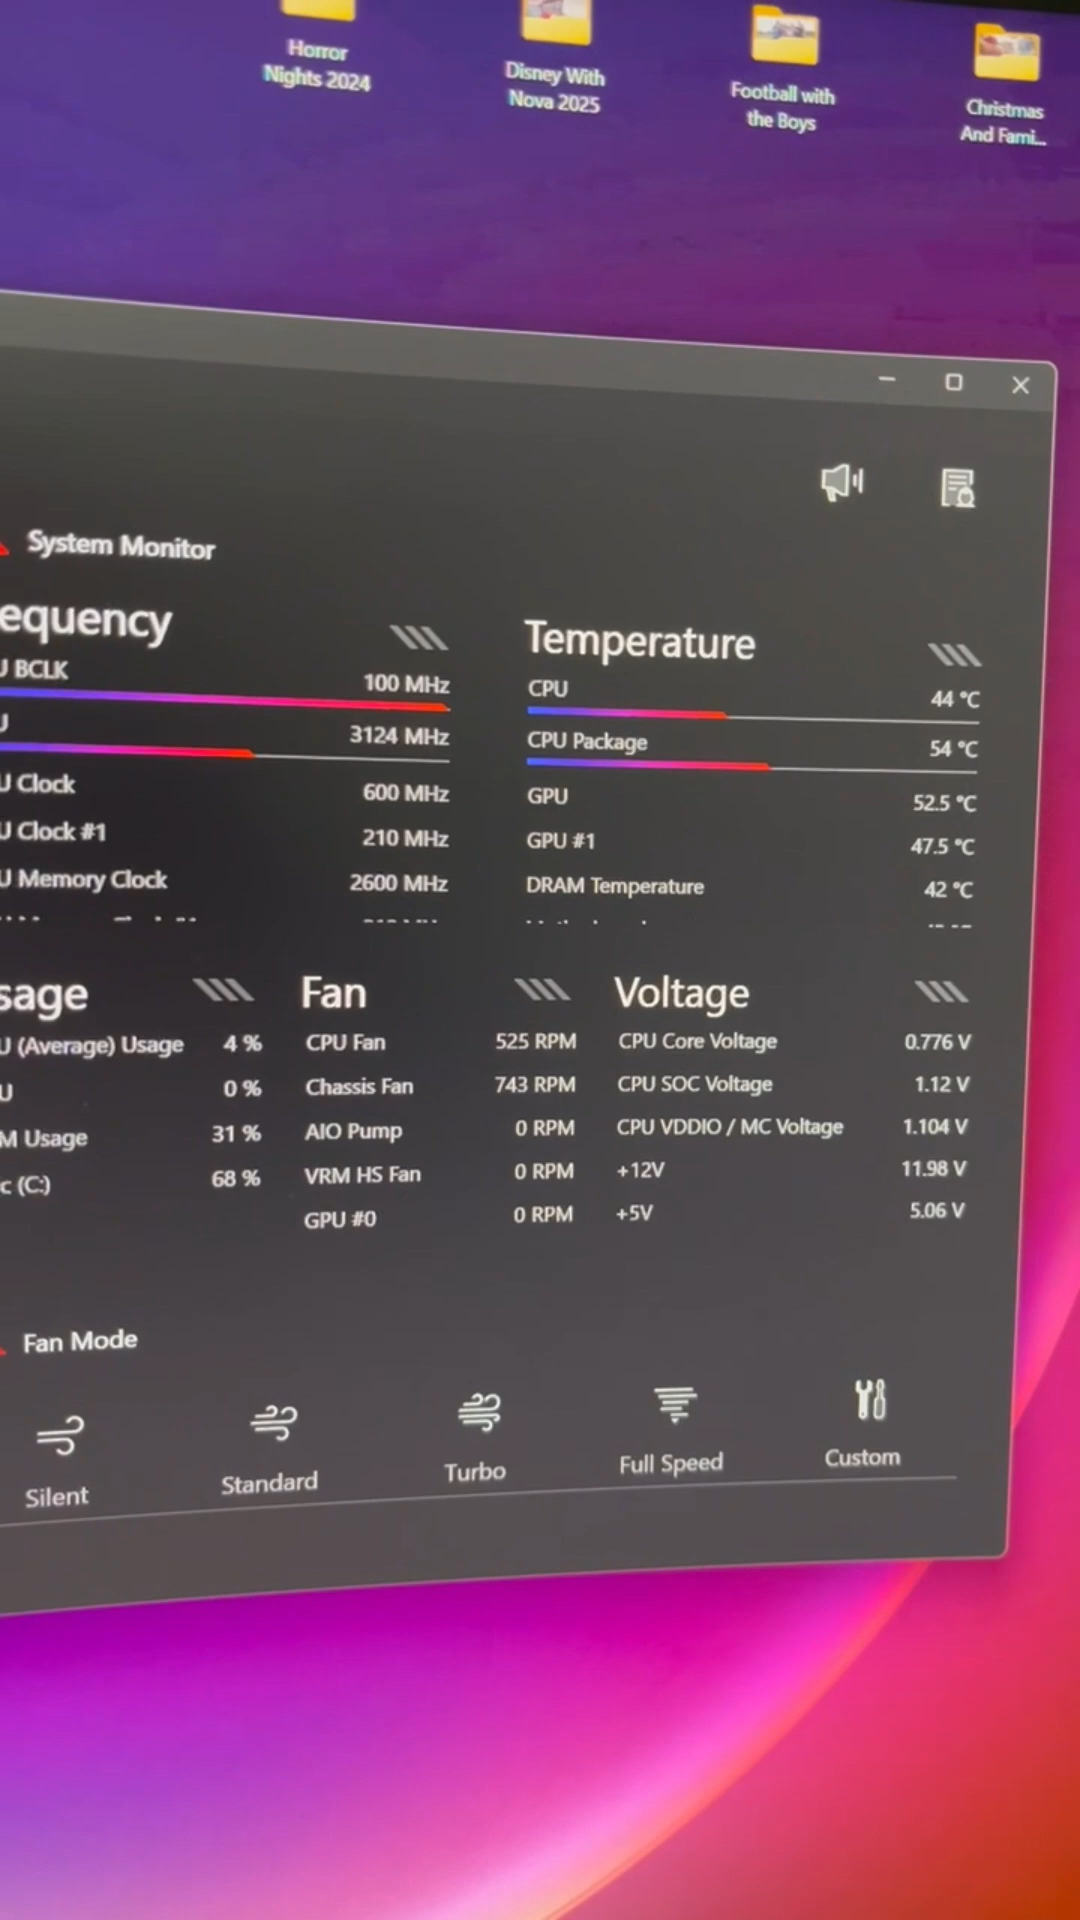 Horror
Nights 2024
Disney With
Nova 2025
Football with
the Boys
Christmas
And Fami...
System Monitor
equency
U BCLK 100 MHz
U 3124 MHz
U Clock 600 MHz
U Clock #1 210 MHz
U Memory Clock 2600 MHz
Temperature
CPU 44 °C
CPU Package 54 °C
GPU 52.5 °C
GPU #1 47.5 °C
DRAM Temperature 42 °C
sage
U (Average) Usage 4 %
U 0 %
M Usage 31 %
c (C:) 68 %
Fan
CPU Fan 525 RPM
Chassis Fan 743 RPM
AIO Pump 0 RPM
VRM HS Fan 0 RPM
GPU #0 0 RPM
Voltage
CPU Core Voltage 0.776 V
CPU SOC Voltage 1.12 V
CPU VDDIO / MC Voltage 1.104 V
+12V 11.98 V
+5V 5.06 V
Fan Mode
Silent
Standard
Turbo
Full Speed
Custom